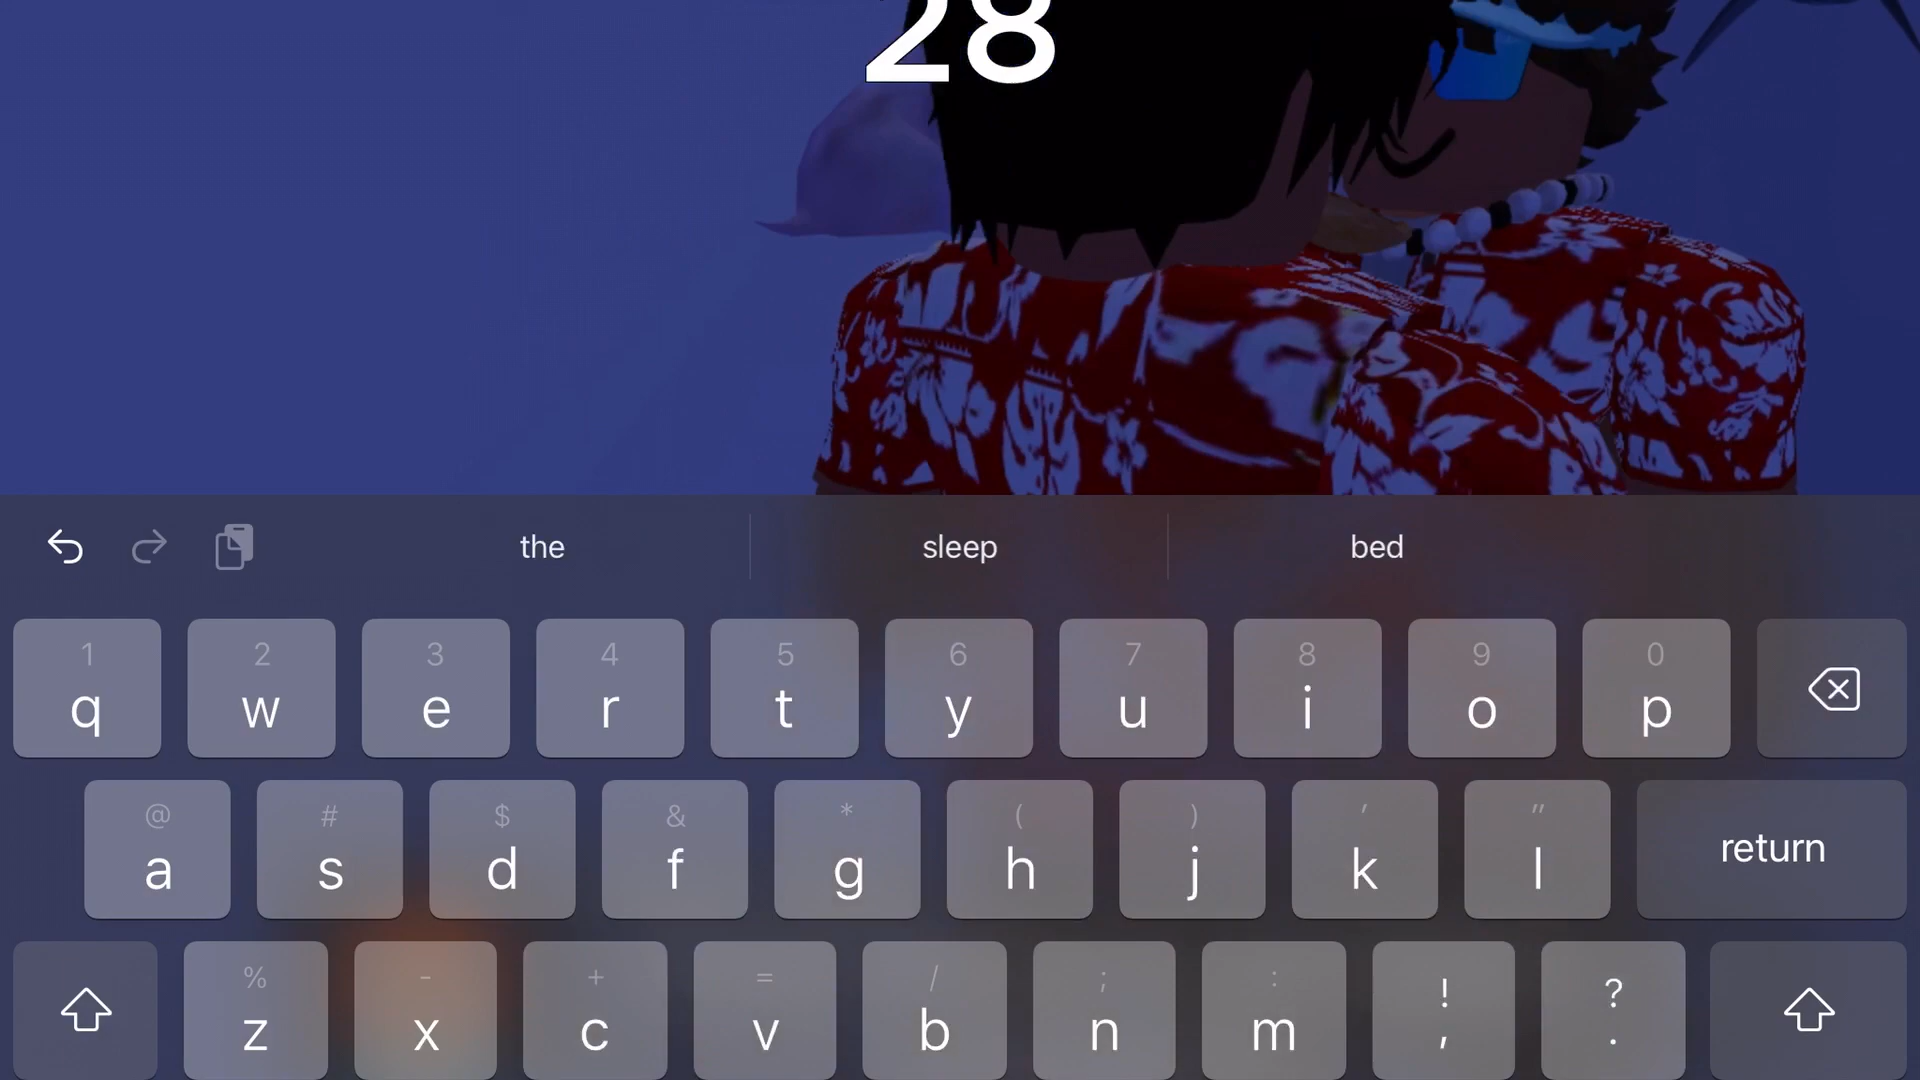 28
the sleep bed
1 2 3 4 5 6 7 8 9 0
q w e r t y u i o p
@ # $ & * ( ) ' "
a s d f g h j k l return
% - + = / ; : ! ?
z x c v b n m , .